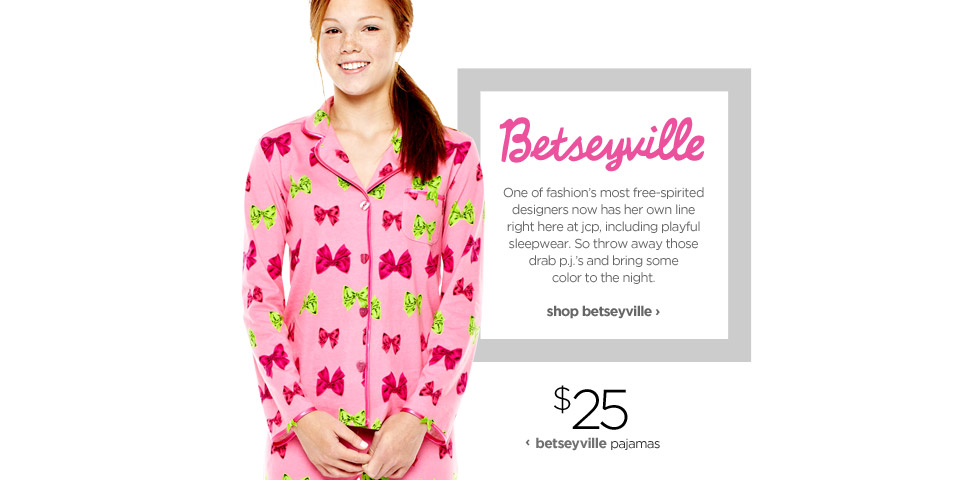 Betseyville
One of fashion's most free-spirited
designers now has her own line
right here at jcp, including playful
sleepwear. So throw away those
drab p.j.'s and bring some
color to the night.
shop betseyville ›
$25
‹ betseyville pajamas